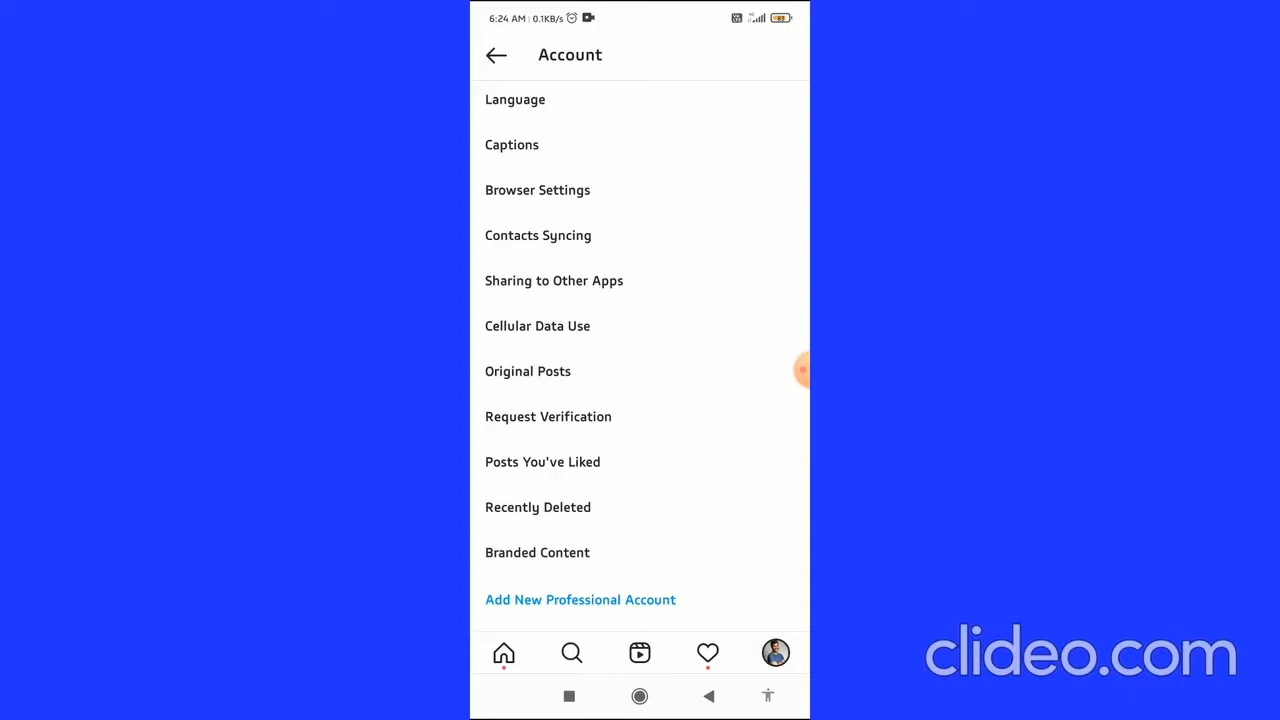 6:24 AM | 0.1KB/s
83
Account
Language
Captions
Browser Settings
Contacts Syncing
Sharing to Other Apps
Cellular Data Use
Original Posts
Request Verification
Posts You've Liked
Recently Deleted
Branded Content
Add New Professional Account
clideo.com